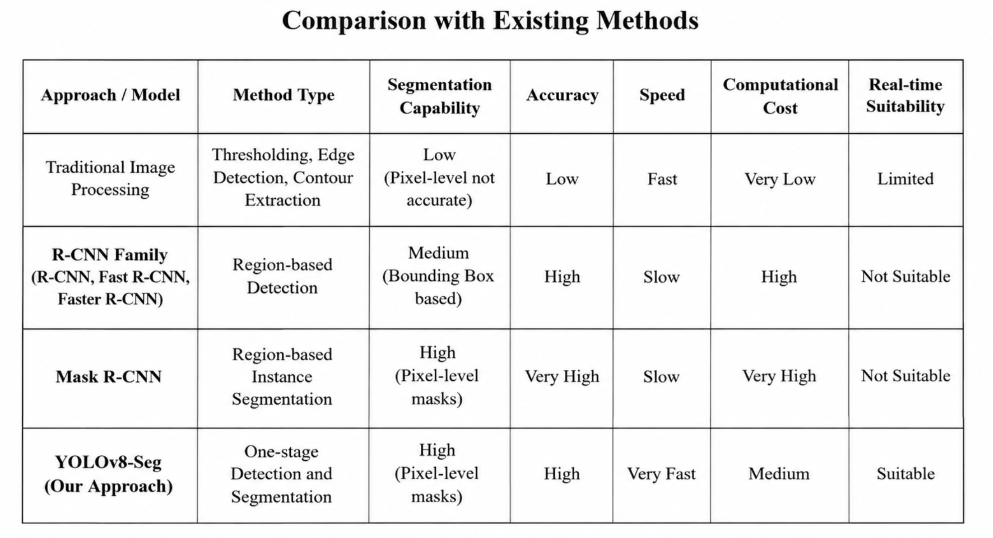 Comparison with Existing Methods
Approach / Model
Method Type
Segmentation
Capability
Accuracy
Speed
Computational
Cost
Real-time
Suitability
Traditional Image
Processing
Thresholding, Edge
Detection, Contour
Extraction
Low
(Pixel-level not
accurate)
Low
Fast
Very Low
Limited
R-CNN Family
(R-CNN, Fast R-CNN,
Faster R-CNN)
Region-based
Detection
Medium
(Bounding Box
based)
High
Slow
High
Not Suitable
Mask R-CNN
Region-based
Instance
Segmentation
High
(Pixel-level
masks)
Very High
Slow
Very High
Not Suitable
YOLOv8-Seg
(Our Approach)
One-stage
Detection and
Segmentation
High
(Pixel-level
masks)
High
Very Fast
Medium
Suitable